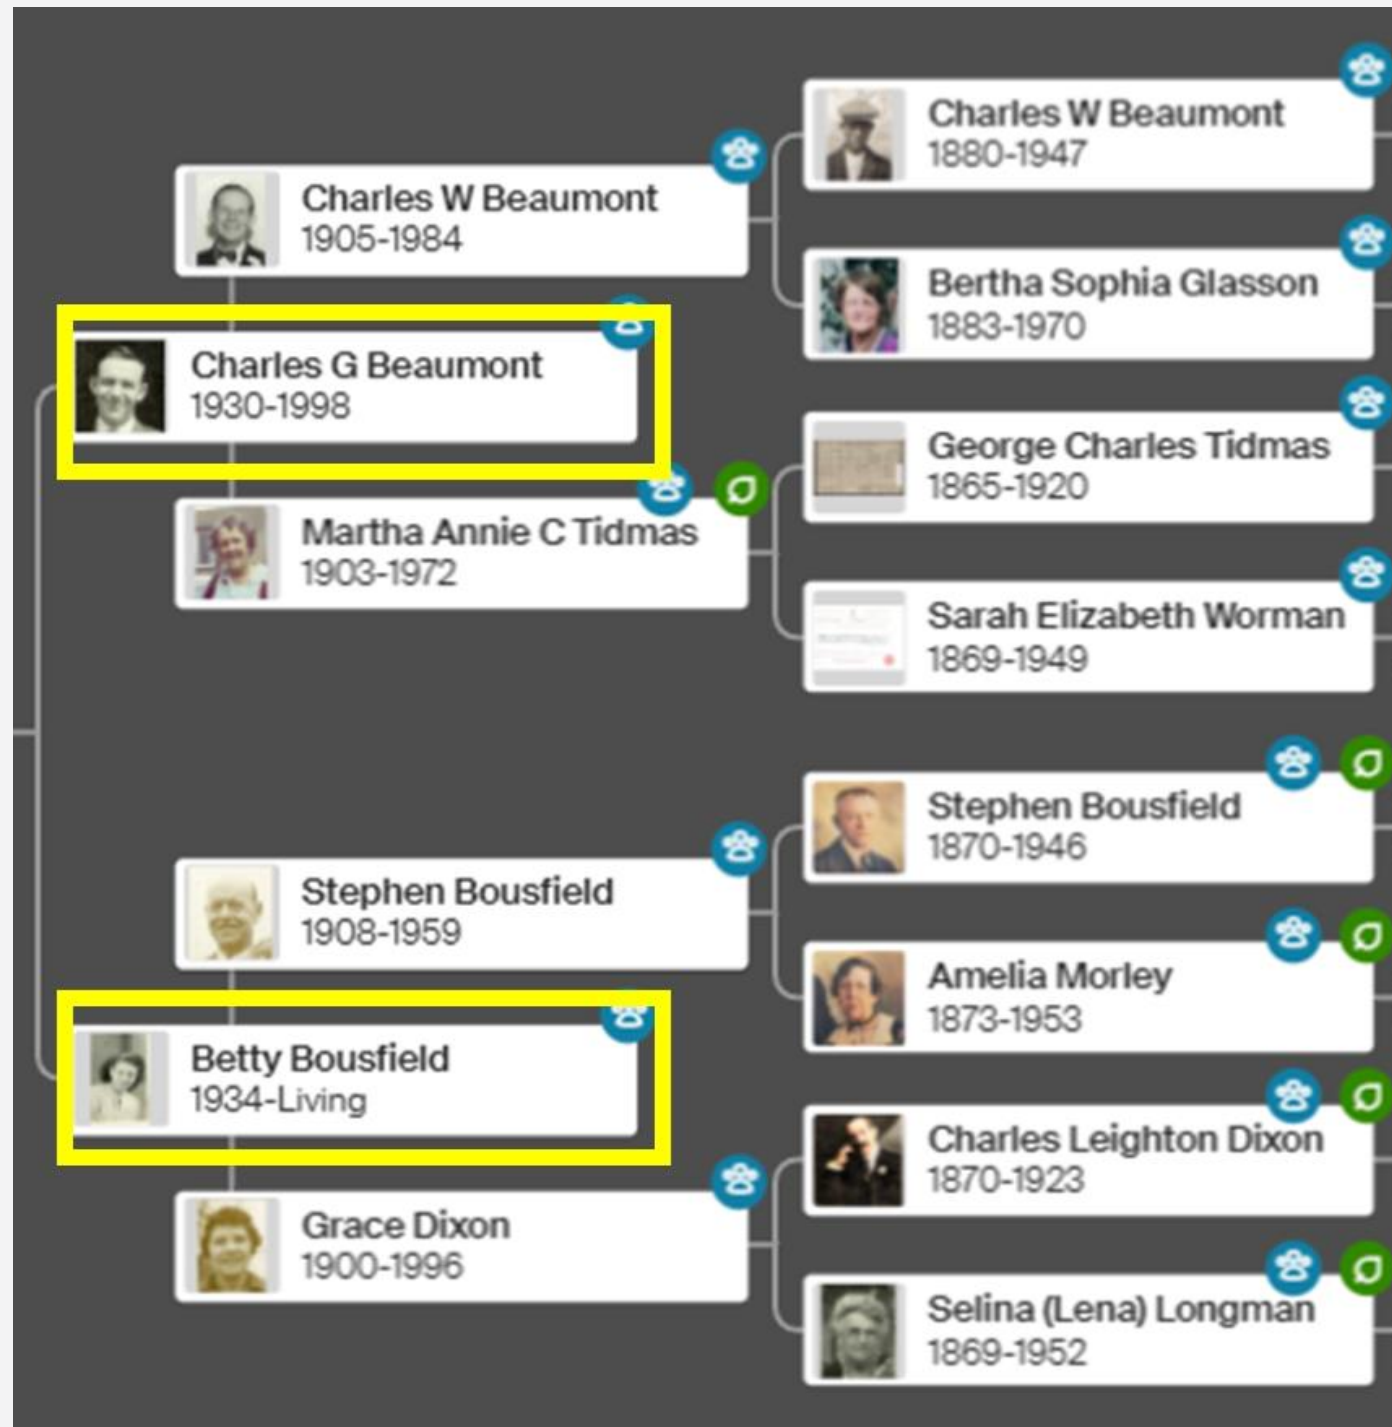 Charles W Beaumont
1880-1947
Charles W Beaumont
1905-1984
Bertha Sophia Glasson
1883-1970
Charles G Beaumont
1930-1998
George Charles Tidmas
1865-1920
Martha Annie C Tidmas
1903-1972
Sarah Elizabeth Worman
1869-1949
Stephen Bousfield
1870-1946
Stephen Bousfield
1908-1959
Amelia Morley
1873-1953
Betty Bousfield
1934-Living
Charles Leighton Dixon
1870-1923
Grace Dixon
1900-1996
Selina (Lena) Longman
1869-1952